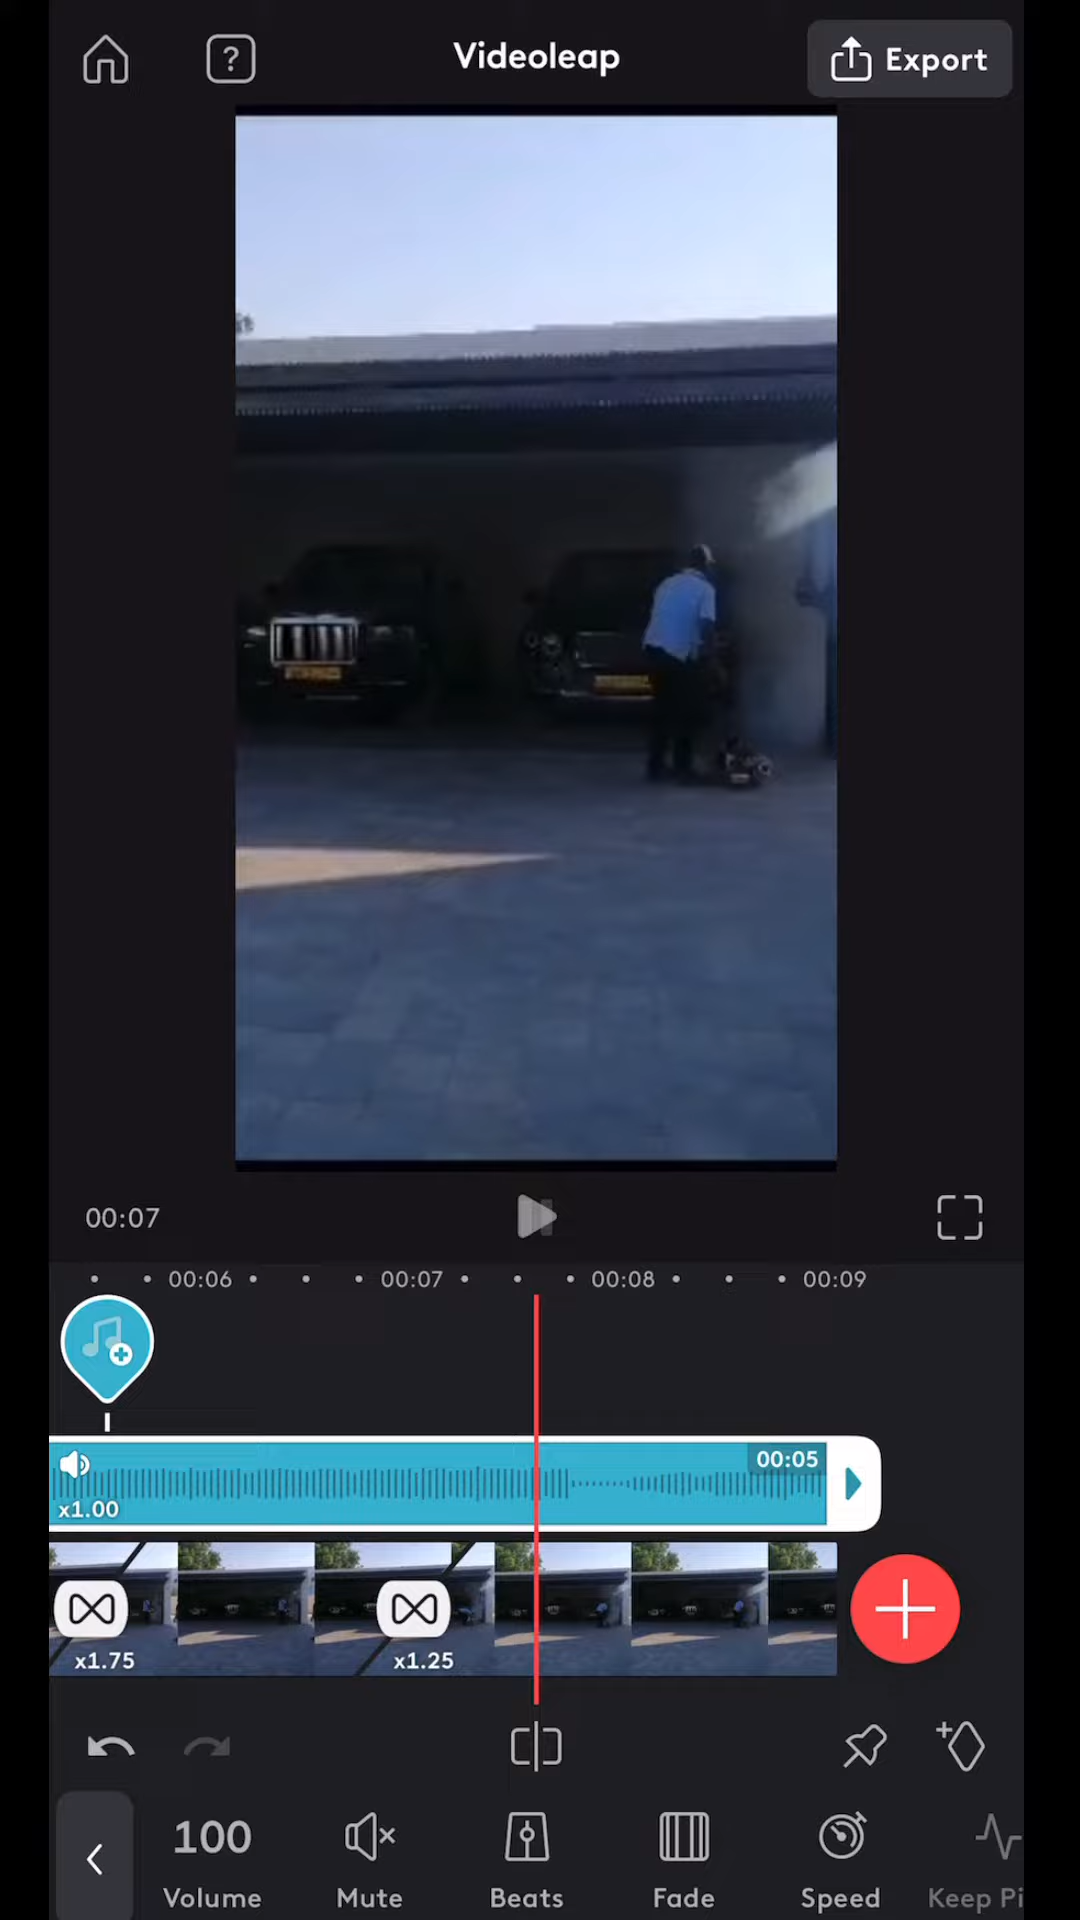 Videoleap
Export
00:07
00:06
00:07
00:08
00:09
00:05
x1.00
x1.75
x1.25
100
Volume
Mute
Beats
Fade
Speed
Keep Pi